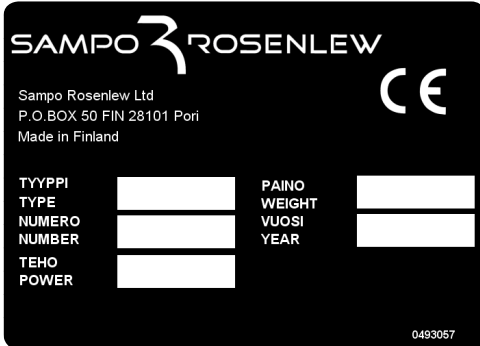 SAMPO ROSENLEW
CE
Sampo Rosenlew Ltd
P.O.BOX 50 FIN 28101 Pori
Made in Finland
TYYPPI
TYPE
NUMERO
NUMBER
TEHO
POWER
PAINO
WEIGHT
VUOSI
YEAR
0493057